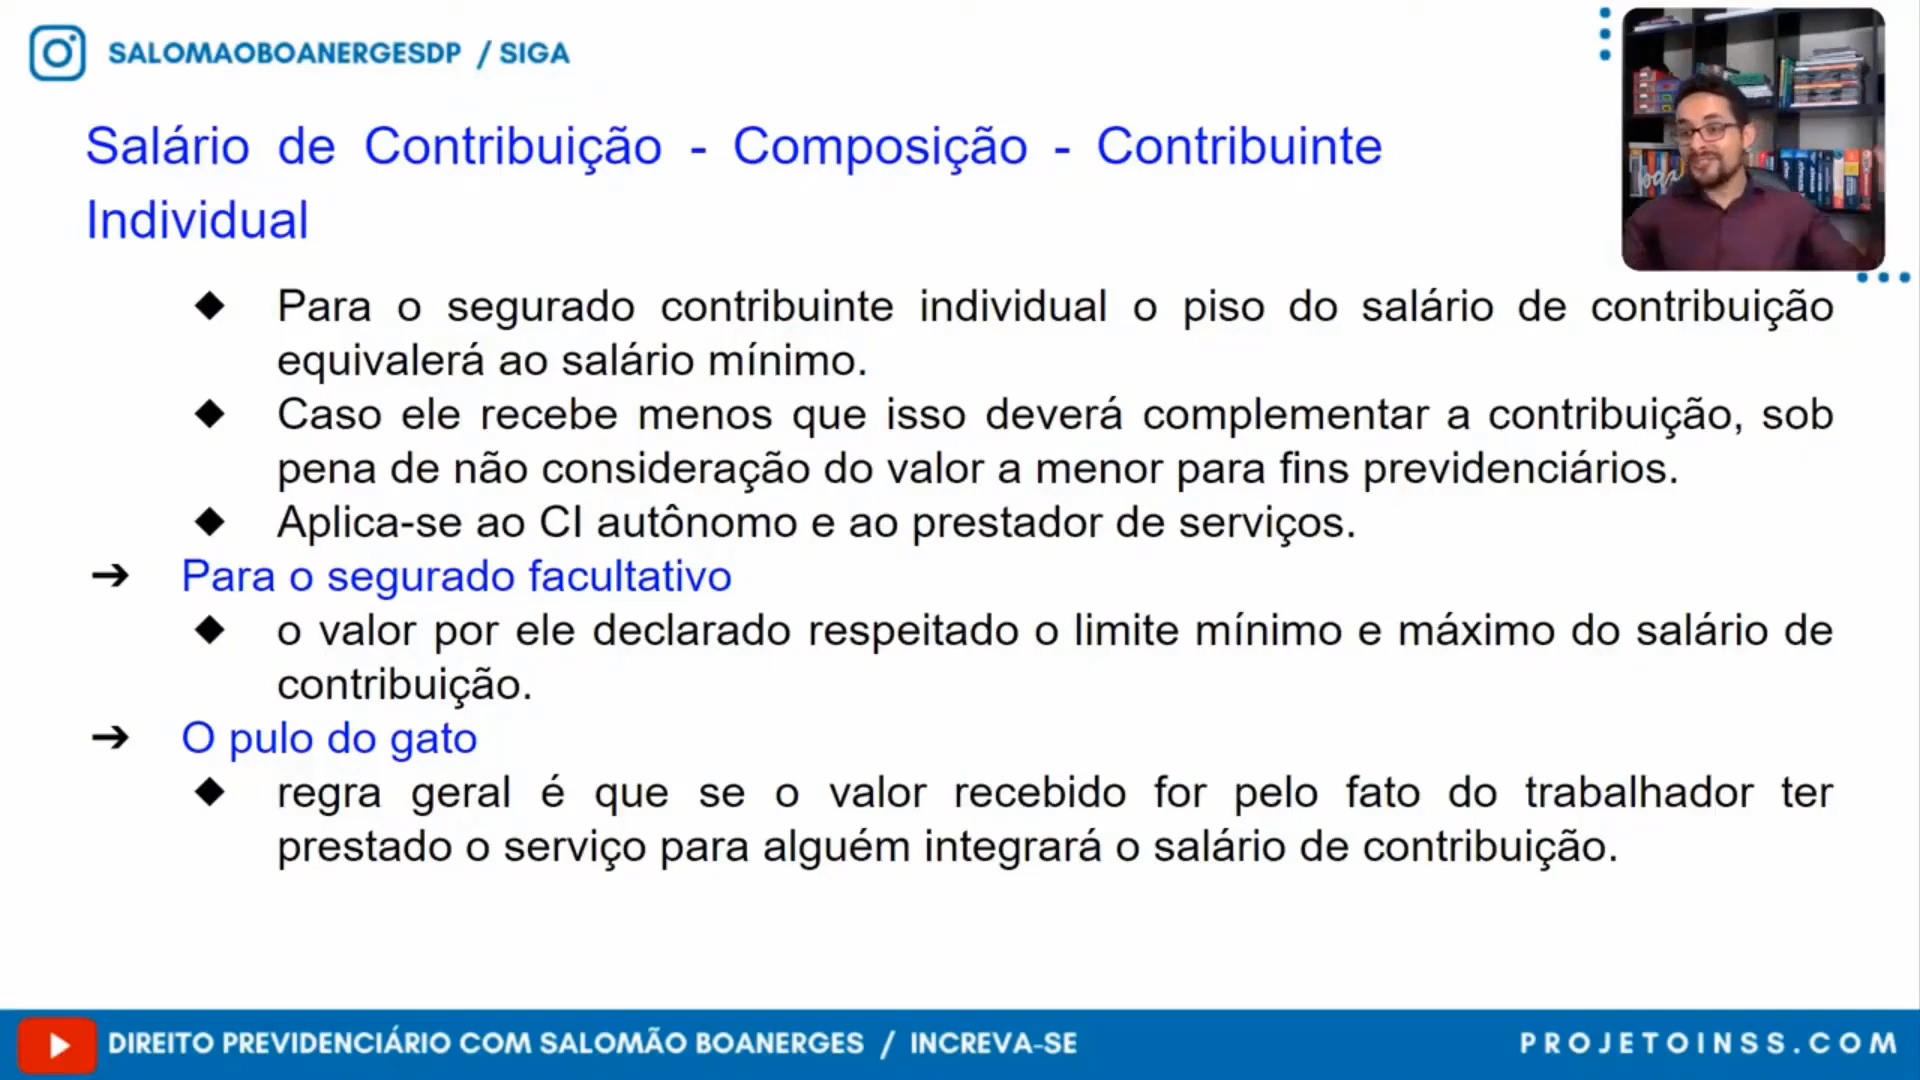 SALOMAOBOANERGESDP / SIGA
Salário de Contribuição - Composição - Contribuinte
Individual
◆ Para o segurado contribuinte individual o piso do salário de contribuição
equivalerá ao salário mínimo.
◆ Caso ele recebe menos que isso deverá complementar a contribuição, sob
pena de não consideração do valor a menor para fins previdenciários.
◆ Aplica-se ao CI autônomo e ao prestador de serviços.
➔ Para o segurado facultativo
◆ o valor por ele declarado respeitado o limite mínimo e máximo do salário de
contribuição.
➔ O pulo do gato
◆ regra geral é que se o valor recebido for pelo fato do trabalhador ter
prestado o serviço para alguém integrará o salário de contribuição.
DIREITO PREVIDENCIÁRIO COM SALOMÃO BOANERGES / INCREVA-SE
PROJETOINSS.COM